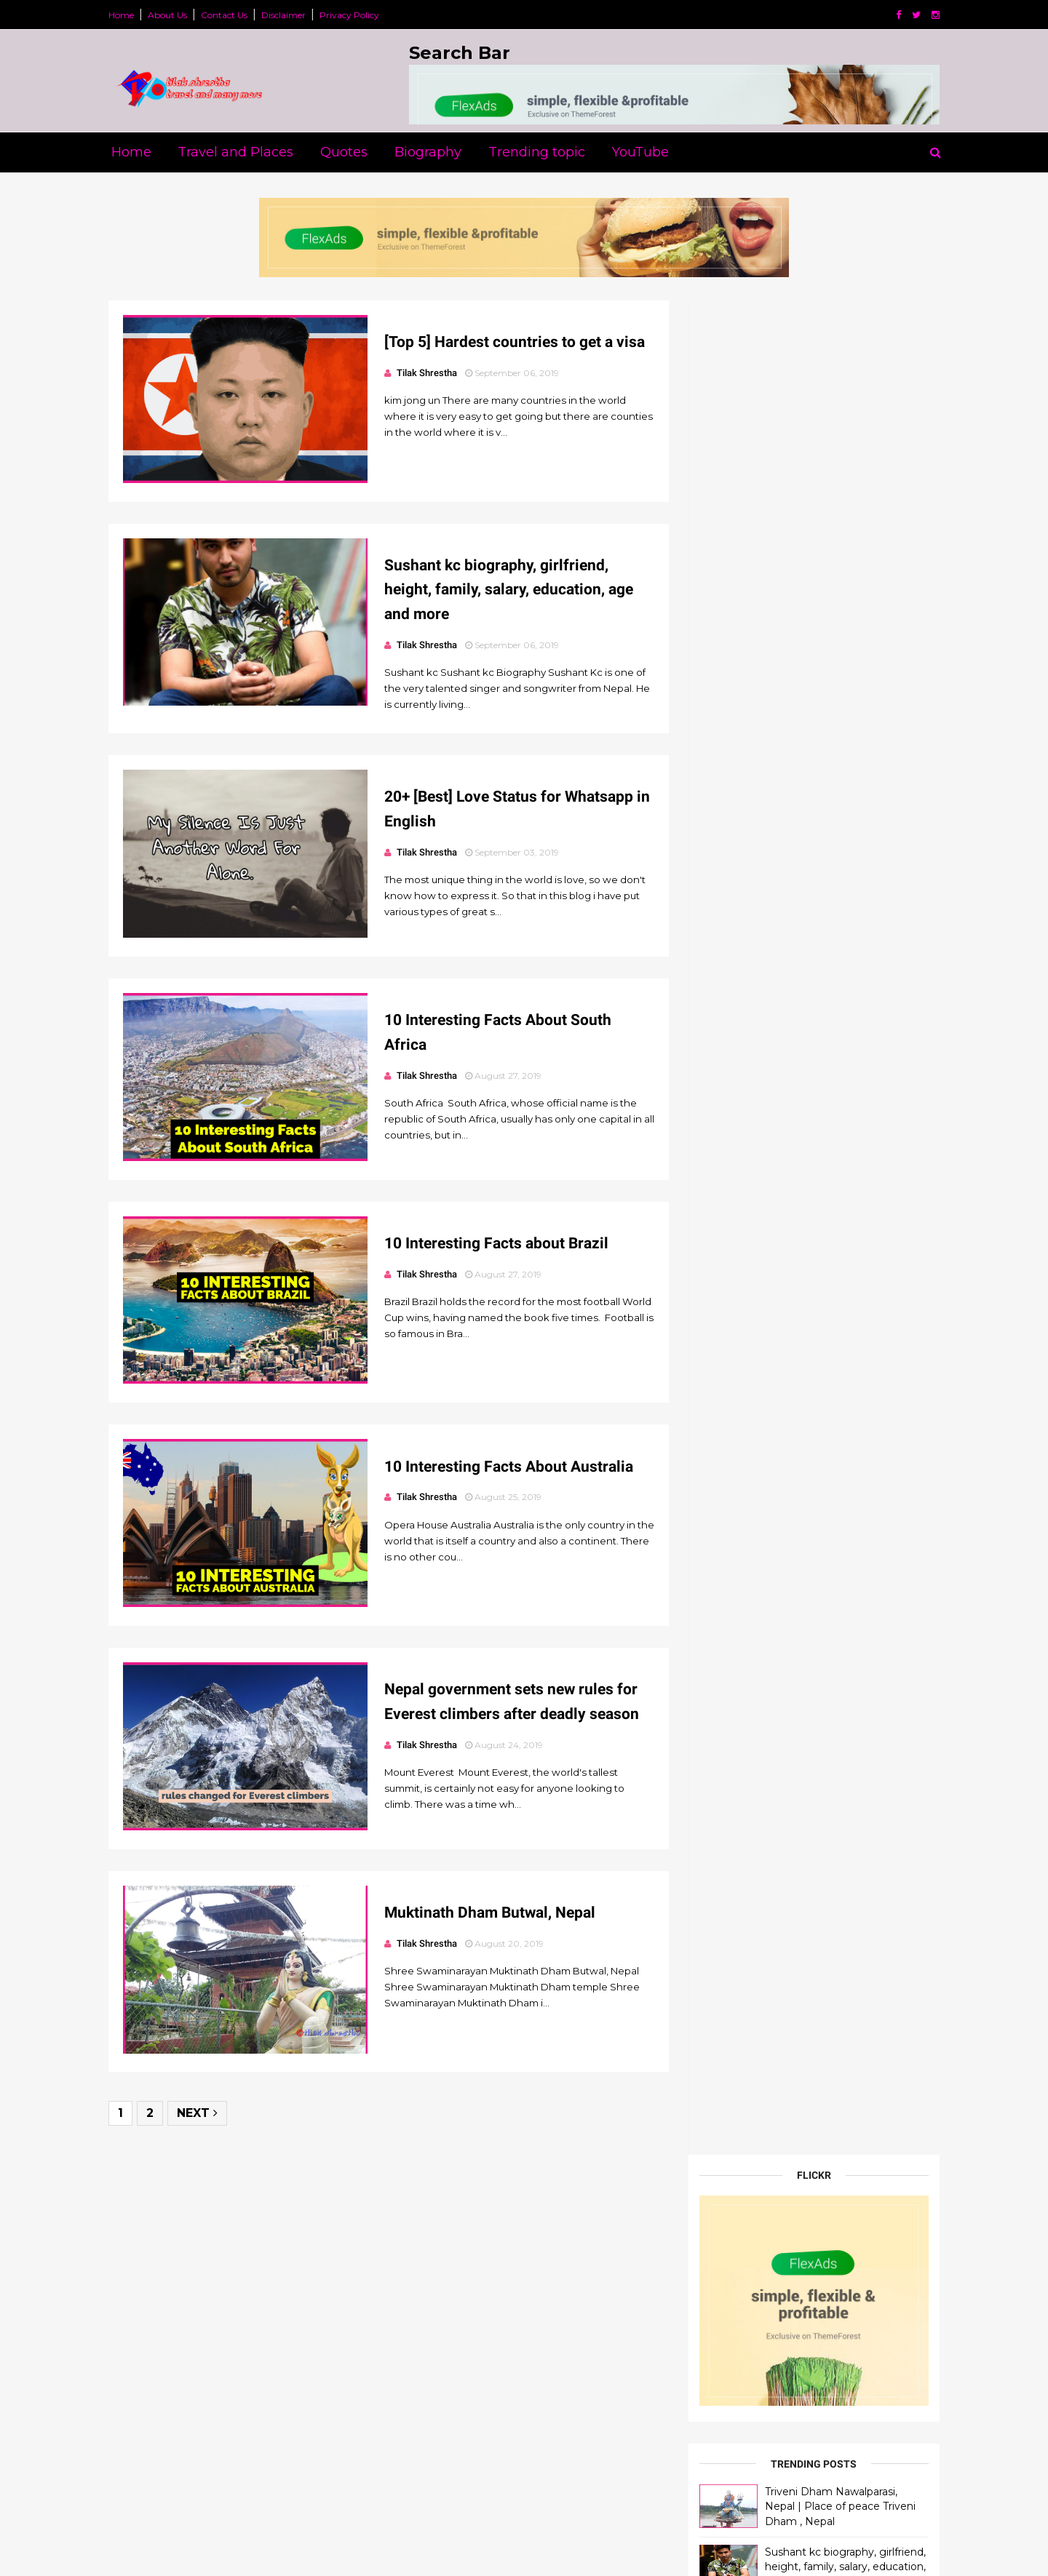 Home
About Us
Contact Us
Disclaimer
Privacy Policy
tilak shrestha
travel and many more
Search Bar
FlexAds
simple, flexible &profitable
Exclusive on ThemeForest
Home
Travel and Places
Quotes
Biography
Trending topic
YouTube
FlexAds
simple, flexible &profitable
Exclusive on ThemeForest
[Top 5] Hardest countries to get a visa
Tilak Shrestha September 06, 2019
kim jong un There are many countries in the world
where it is very easy to get going but there are counties
in the world where it is v...
Sushant kc biography, girlfriend,
height, family, salary, education, age
and more
Tilak Shrestha September 06, 2019
Sushant kc Sushant kc Biography Sushant Kc is one of
the very talented singer and songwriter from Nepal. He
is currently living...
My Silence Is Just
Another Word For
Alone.
20+ [Best] Love Status for Whatsapp in
English
Tilak Shrestha September 03, 2019
The most unique thing in the world is love, so we don't
know how to express it. So that in this blog i have put
various types of great s...
10 Interesting Facts
About South Africa
10 Interesting Facts About South
Africa
Tilak Shrestha August 27, 2019
South Africa  South Africa, whose official name is the
republic of South Africa, usually has only one capital in all
countries, but in...
10 INTERESTING
FACTS ABOUT BRAZIL
10 Interesting Facts about Brazil
Tilak Shrestha August 27, 2019
Brazil Brazil holds the record for the most football World
Cup wins, having named the book five times.  Football is
so famous in Bra...
10 INTERESTING
FACTS ABOUT AUSTRALIA
10 Interesting Facts About Australia
Tilak Shrestha August 25, 2019
Opera House Australia Australia is the only country in the
world that is itself a country and also a continent. There
is no other cou...
rules changed for Everest climbers
Nepal government sets new rules for
Everest climbers after deadly season
Tilak Shrestha August 24, 2019
Mount Everest  Mount Everest, the world's tallest
summit, is certainly not easy for anyone looking to
climb. There was a time wh...
tilak shrestha
Muktinath Dham Butwal, Nepal
Tilak Shrestha August 20, 2019
Shree Swaminarayan Muktinath Dham Butwal, Nepal
Shree Swaminarayan Muktinath Dham temple Shree
Swaminarayan Muktinath Dham i...
1 2 NEXT
FLICKR
FlexAds
simple, flexible &
profitable
Exclusive on ThemeForest
TRENDING POSTS
Triveni Dham Nawalparasi,
Nepal | Place of peace Triveni
Dham , Nepal
Sushant kc biography, girlfriend,
height, family, salary, education,